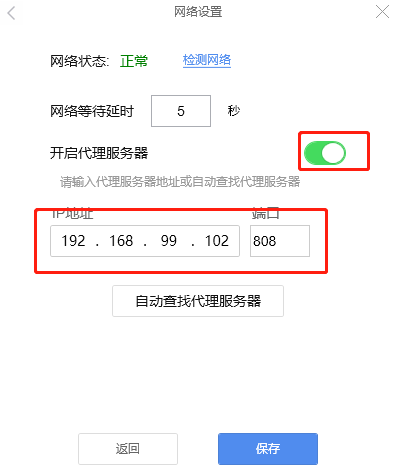 网络设置
网络状态: 正常 检测网络
网络等待延时 5 秒
开启代理服务器
请输入代理服务器地址或自动查找代理服务器
IP地址 端口
192 . 168 . 99 . 102 808
自动查找代理服务器
返回 保存